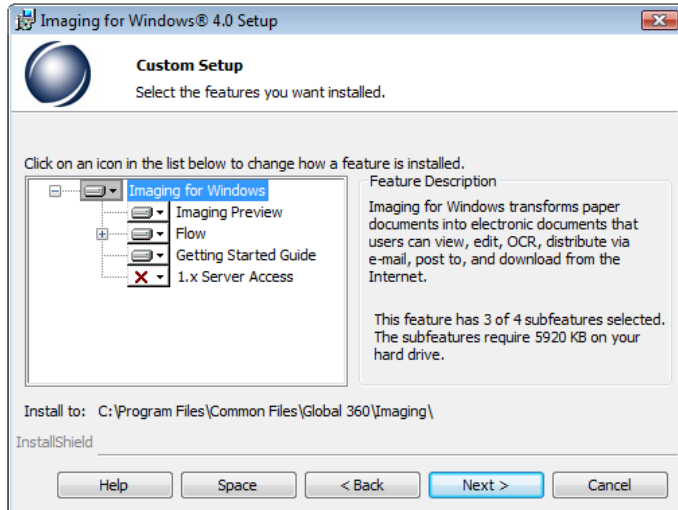 Imaging for Windows® 4.0 Setup
Custom Setup
Select the features you want installed.
Click on an icon in the list below to change how a feature is installed.
Imaging for Windows
Imaging Preview
Flow
Getting Started Guide
1.x Server Access
Feature Description
Imaging for Windows transforms paper
documents into electronic documents that
users can view, edit, OCR, distribute via
e-mail, post to, and download from the
Internet.
This feature has 3 of 4 subfeatures selected.
The subfeatures require 5920 KB on your
hard drive.
Install to: C:\Program Files\Common Files\Global 360\Imaging\
InstallShield
Help
Space
< Back
Next >
Cancel